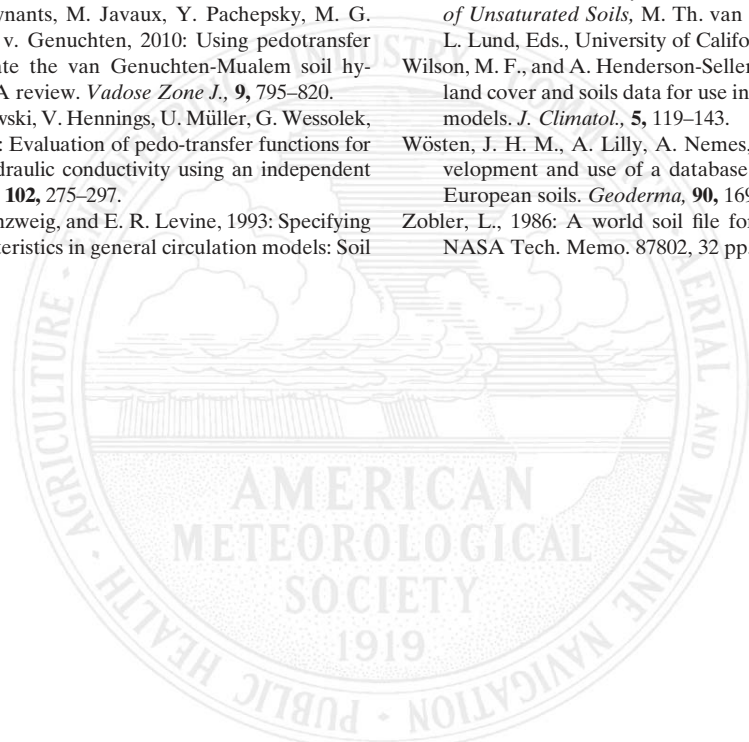 ynants, M. Javaux, Y. Pachepsky, M. G.
v. Genuchten, 2010: Using pedotransfer
te the van Genuchten-Mualem soil hy-
A review. Vadose Zone J., 9, 795–820.
wski, V. Hennings, U. Müller, G. Wessolek,
: Evaluation of pedo-transfer functions for
draulic conductivity using an independent
102, 275–297.
nzweig, and E. R. Levine, 1993: Specifying
teristics in general circulation models: Soil
of Unsaturated Soils, M. Th. van
L. Lund, Eds., University of Califo
Wilson, M. F., and A. Henderson-Seller
land cover and soils data for use in
models. J. Climatol., 5, 119–143.
Wösten, J. H. M., A. Lilly, A. Nemes,
velopment and use of a database
European soils. Geoderma, 90, 169
Zobler, L., 1986: A world soil file for
NASA Tech. Memo. 87802, 32 pp.
AGRICULTURE · COMMERCE · INDUSTRY · ENGINEERING · AERIAL AND MARINE NAVIGATION · PUBLIC HEALTH ·
AMERICAN
METEOROLOGICAL
SOCIETY
1919